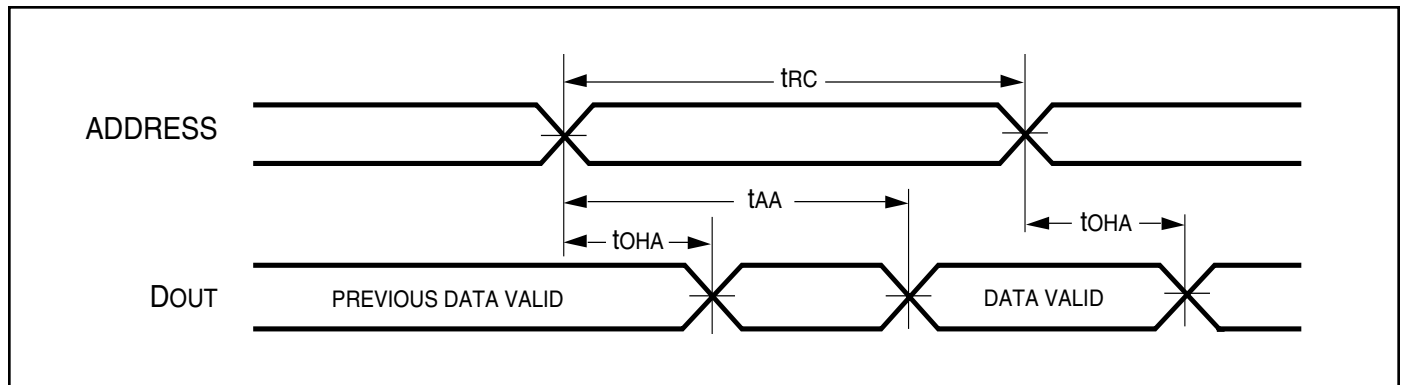 tRC
ADDRESS
tAA
tOHA
tOHA
DOUT
PREVIOUS DATA VALID
DATA VALID